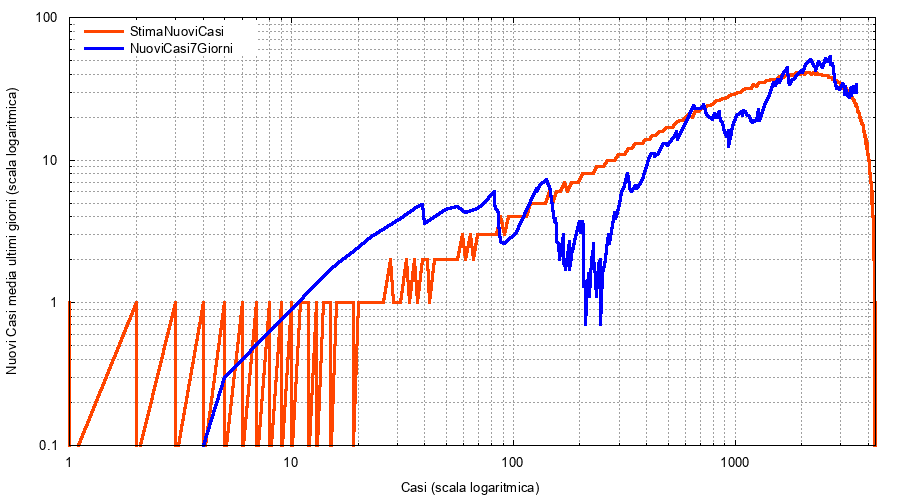 100
10
1
0.1
1
10
100
1000
StimaNuoviCasi
NuoviCasi7Giorni
Nuovi Casi media ultimi giorni (scala logaritmica)
Casi (scala logaritmica)